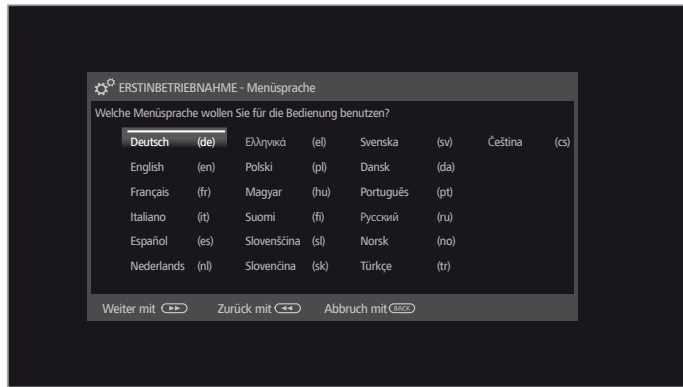 ERSTINBETRIEBNAHME - Menüsprache
Welche Menüsprache wollen Sie für die Bedienung benutzen?
Deutsch (de) Ελληνικά (el) Svenska (sv) Čeština (cs)
English (en) Polski (pl) Dansk (da)
Français (fr) Magyar (hu) Português (pt)
Italiano (it) Suomi (fi) Русский (ru)
Español (es) Slovenščina (sl) Norsk (no)
Nederlands (nl) Slovenčina (sk) Türkçe (tr)
Weiter mit Zurück mit Abbruch mit BACK